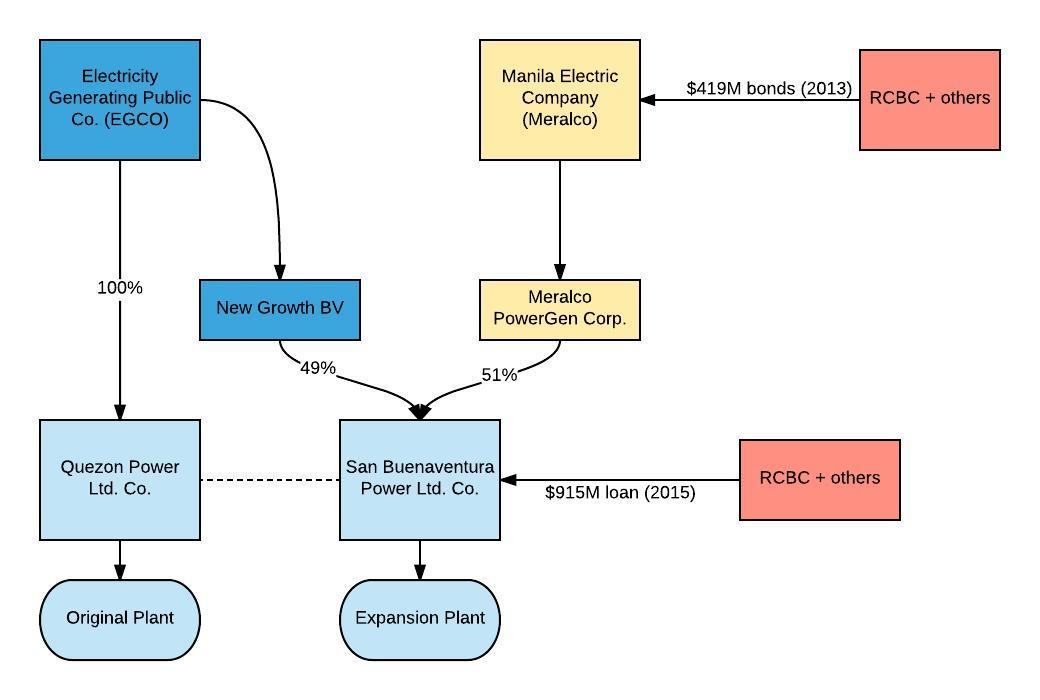 Electricity
Generating Public
Co. (EGCO)
Manila Electric
Company
(Meralco)
$419M bonds (2013)
RCBC + others
100%
New Growth BV
Meralco
PowerGen Corp.
49%
51%
Quezon Power
Ltd. Co.
San Buenaventura
Power Ltd. Co.
$915M loan (2015)
RCBC + others
Original Plant
Expansion Plant